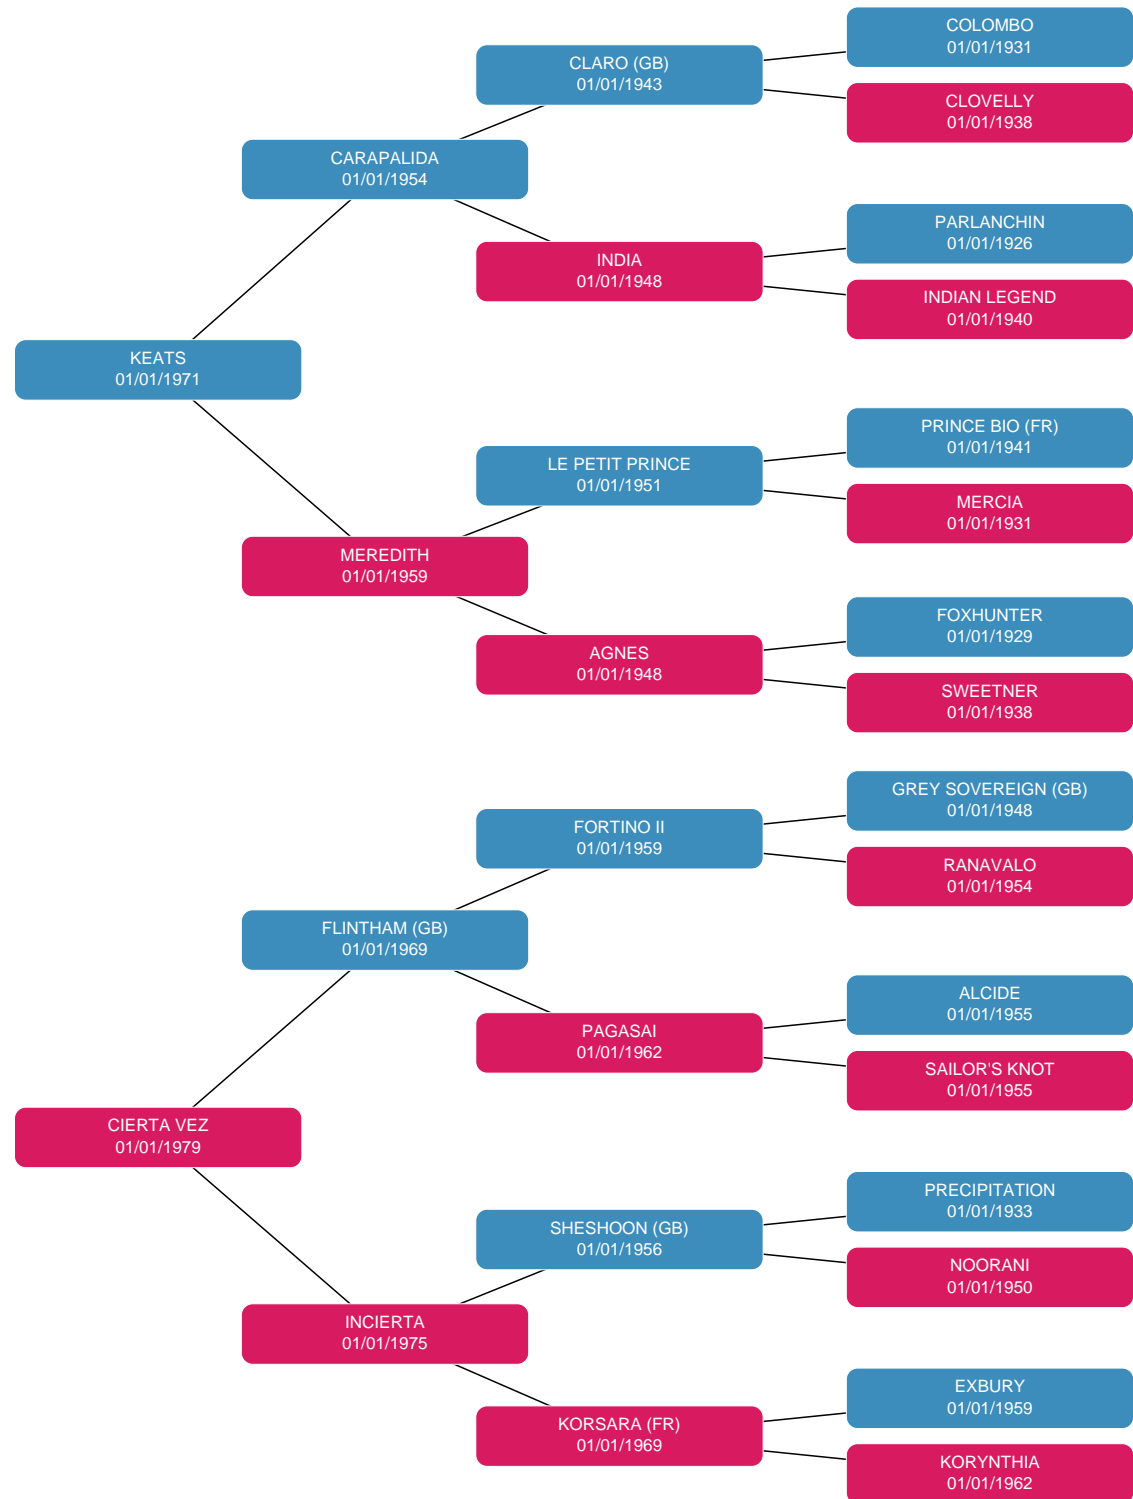 COLOMBO
01/01/1931
CLARO (GB)
01/01/1943
CLOVELLY
01/01/1938
CARAPALIDA
01/01/1954
PARLANCHIN
01/01/1926
INDIA
01/01/1948
INDIAN LEGEND
01/01/1940
KEATS
01/01/1971
PRINCE BIO (FR)
01/01/1941
LE PETIT PRINCE
01/01/1951
MERCIA
01/01/1931
MEREDITH
01/01/1959
FOXHUNTER
01/01/1929
AGNES
01/01/1948
SWEETNER
01/01/1938
GREY SOVEREIGN (GB)
01/01/1948
FORTINO II
01/01/1959
RANAVALO
01/01/1954
FLINTHAM (GB)
01/01/1969
ALCIDE
01/01/1955
PAGASAI
01/01/1962
SAILOR'S KNOT
01/01/1955
CIERTA VEZ
01/01/1979
PRECIPITATION
01/01/1933
SHESHOON (GB)
01/01/1956
NOORANI
01/01/1950
INCIERTA
01/01/1975
EXBURY
01/01/1959
KORSARA (FR)
01/01/1969
KORYNTHIA
01/01/1962